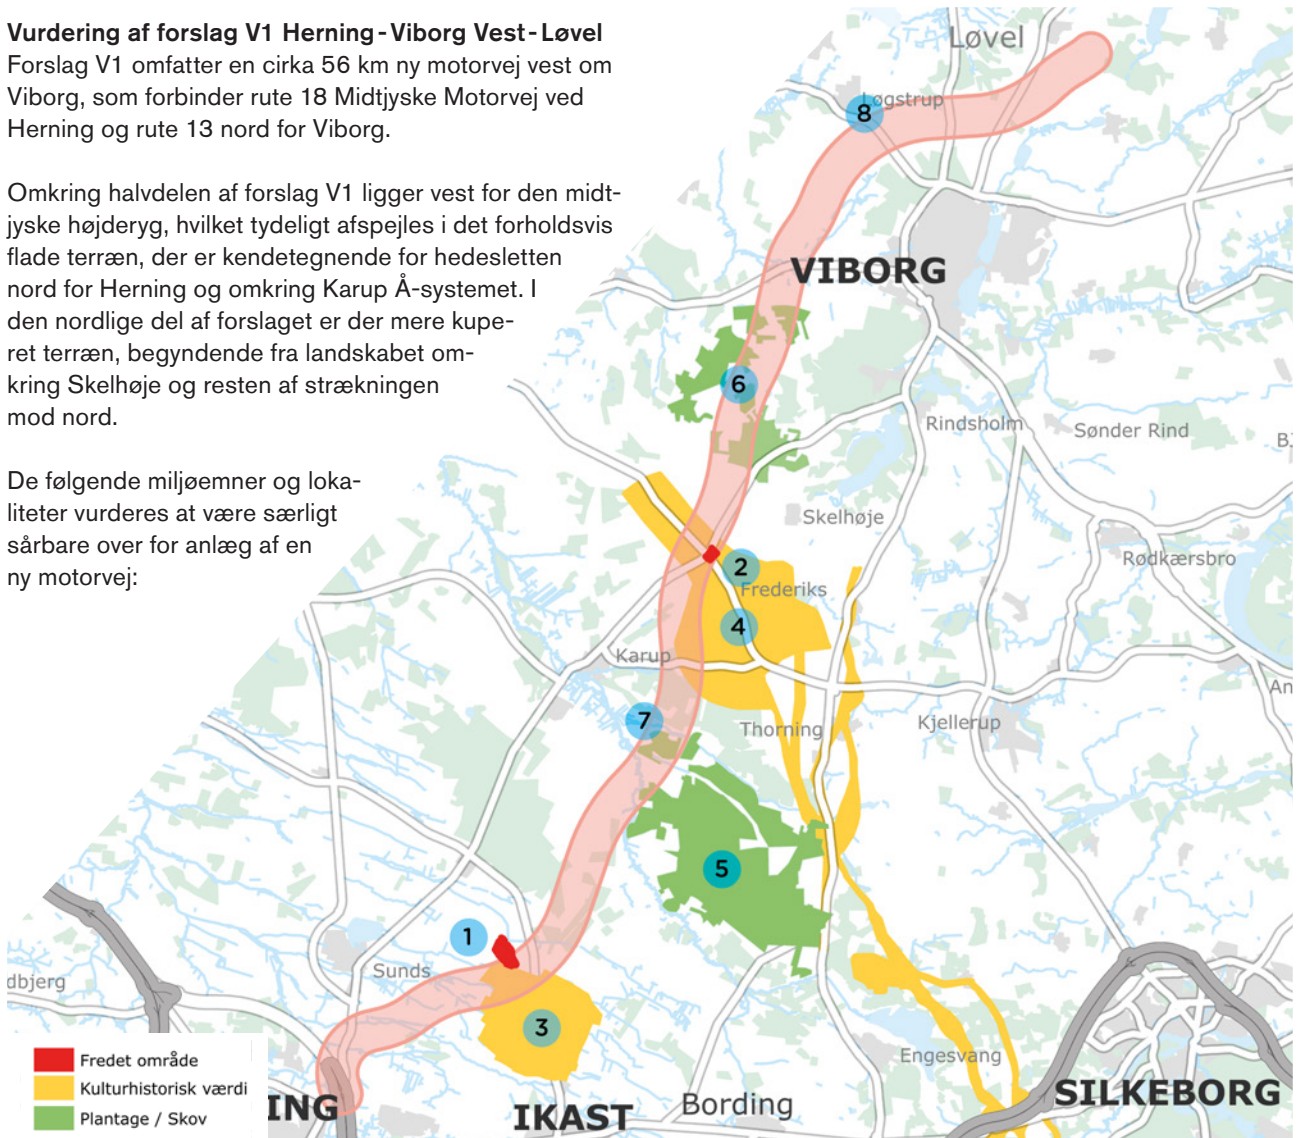 Vurdering af forslag V1 Herning-Viborg Vest-Løvel
Forslag V1 omfatter en cirka 56 km ny motorvej vest om
Viborg, som forbinder rute 18 Midtjyske Motorvej ved
Herning og rute 13 nord for Viborg.
Omkring halvdelen af forslag V1 ligger vest for den midt-
jyske højderyg, hvilket tydeligt afspejles i det forholdsvis
flade terræn, der er kendetegnende for hedesletten
nord for Herning og omkring Karup Å-systemet. I
den nordlige del af forslaget er der mere kupe-
ret terræn, begyndende fra landskabet om-
kring Skelhøje og resten af strækningen
mod nord.
De følgende miljøemner og loka-
liteter vurderes at være særligt
sårbare over for anlæg af en
ny motorvej:
Løvel
Løgstrup
8
VIBORG
6
Rindsholm
Sønder Rind
Skelhøje
Rødkærsbro
2
Frederiks
4
Karup
7
Thorning
Kjellerup
An
5
1
Sunds
dbjerg
3
Engesvang
SILKEBORG
Bording
IKAST
ING
Fredet område
Kulturhistorisk værdi
Plantage / Skov